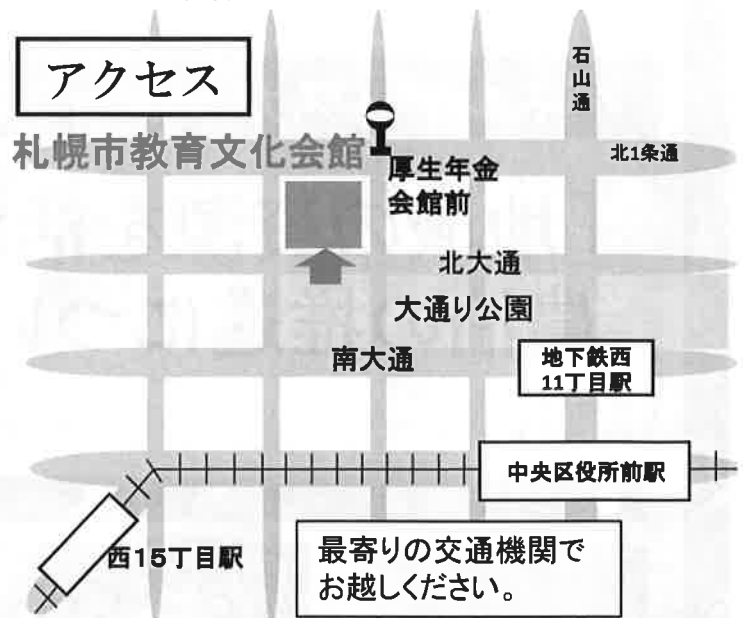 アクセス
石山通
札幌市教育文化会館
北1条通
厚生年金
会館前
北大通
大通り公園
南大通
地下鉄西
11丁目駅
中央区役所前駅
西15丁目駅
最寄りの交通機関で
お越しください。